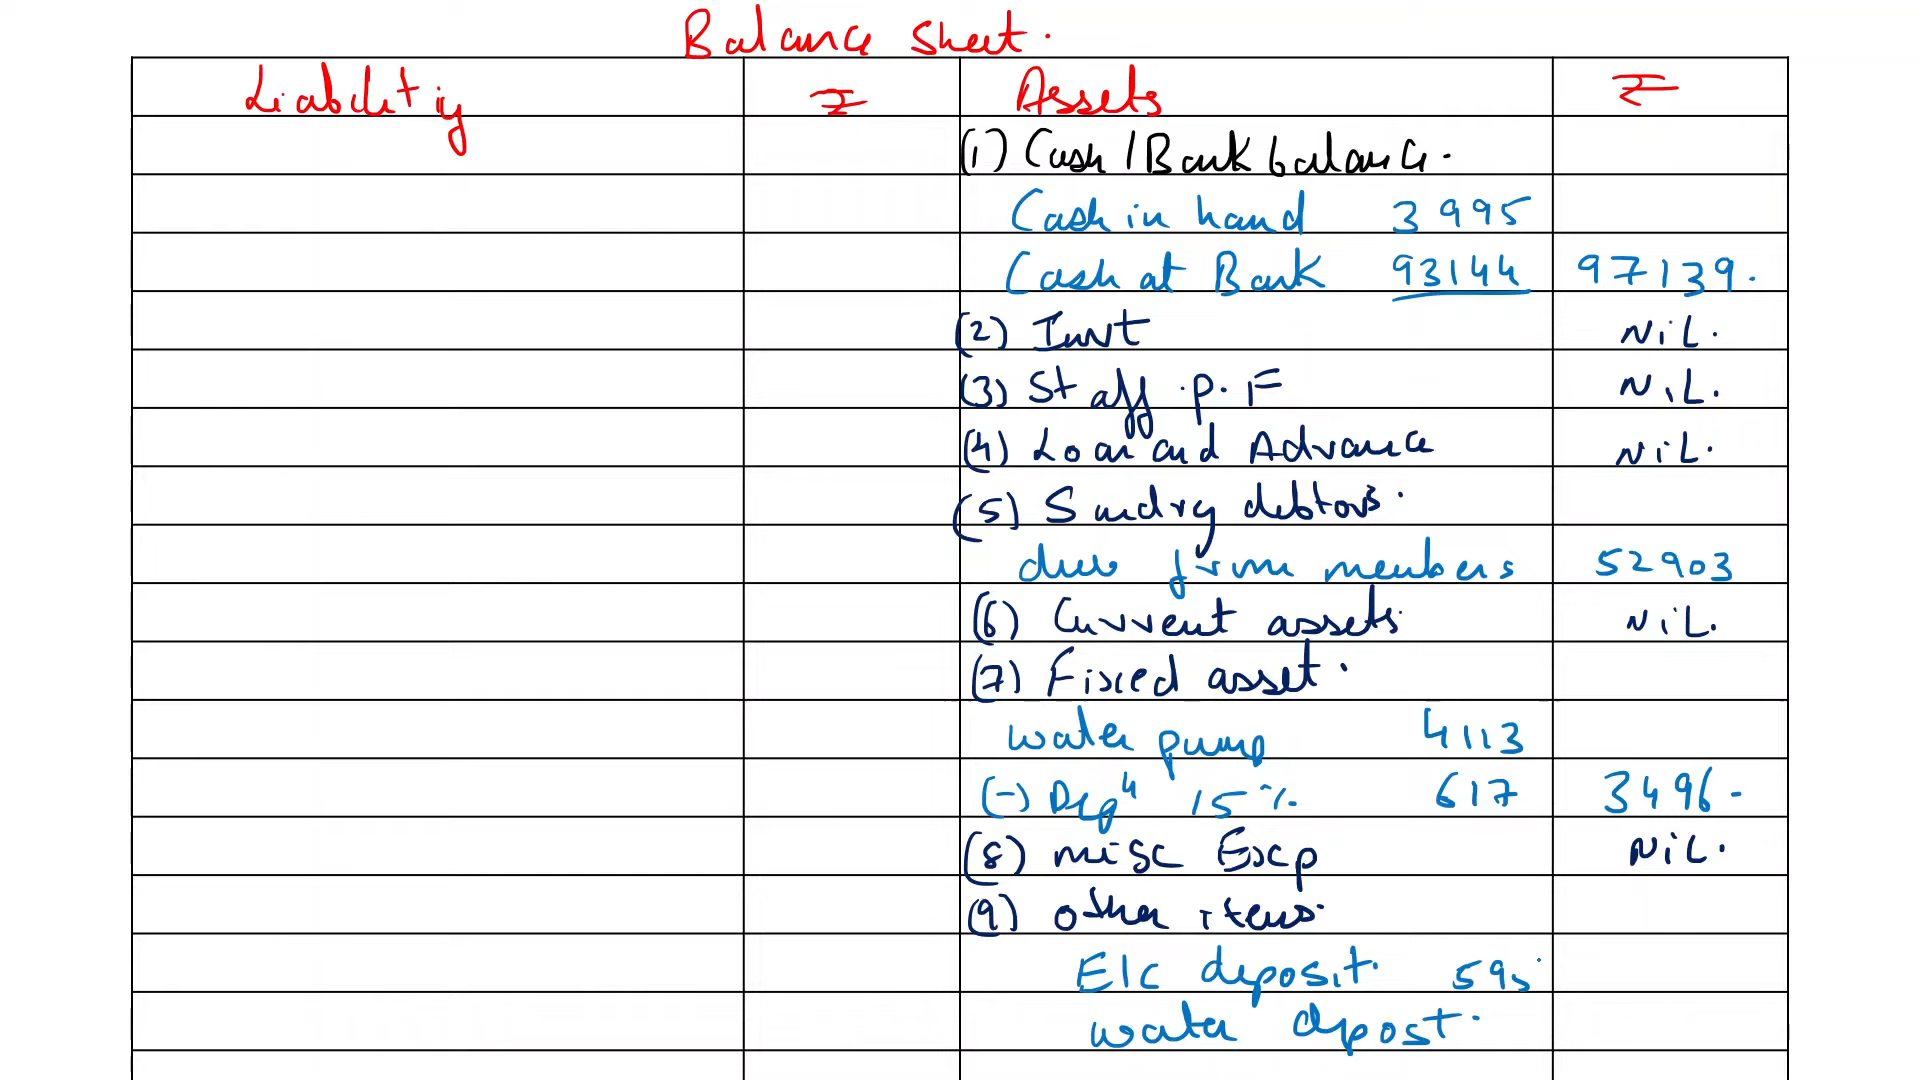 Balance Sheet.
Liability ₹ Assets ₹
(1) Cash / Bank balance.
Cash in hand 3995
Cash at Bank 93144 97139.
(2) Invt NiL.
(3) Staff .P.F NiL.
(4) Loan and Advance NiL.
(5) Sundry debtors.
due from members 52903
(6) Current assets NiL.
(7) Fixed asset.
water pump 4113
(-) Depn 15% 617 3496-
(8) misc Exp NiL.
(9) other items.
Elc deposit. 595
water depost.